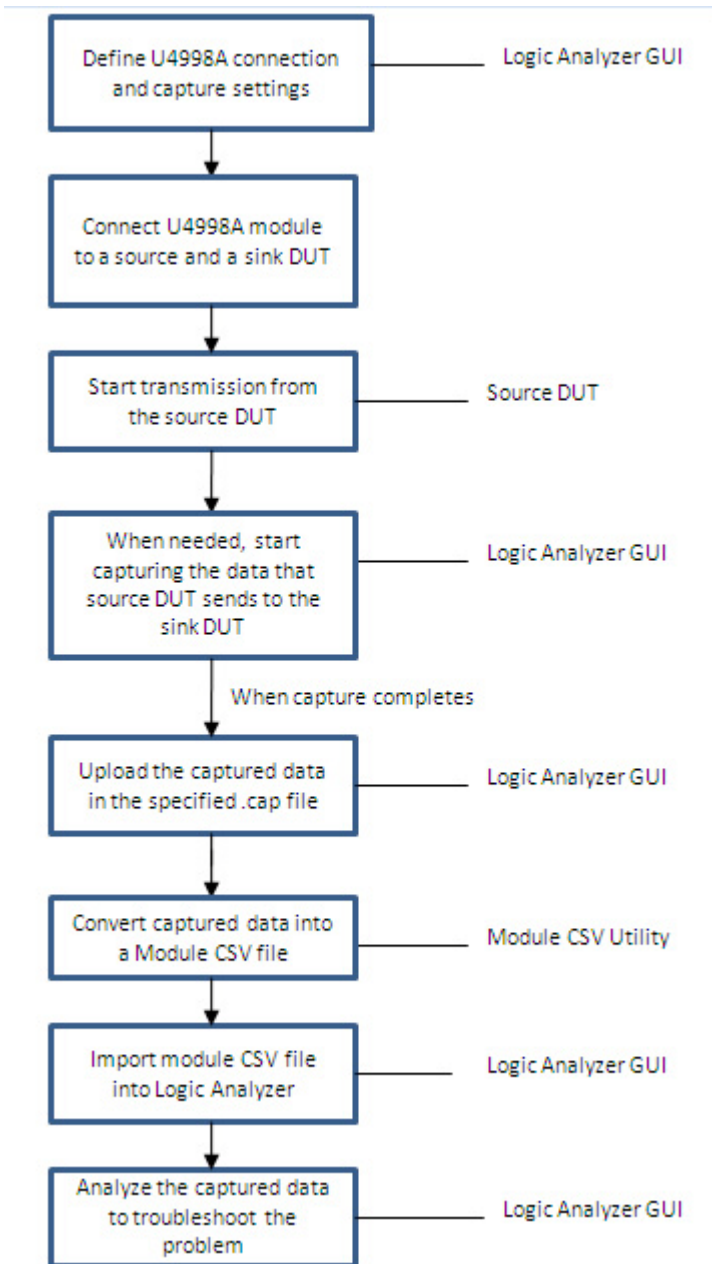 Define U4998A connection
and capture settings
Logic Analyzer GUI
Connect U4998A module
to a source and a sink DUT
Start transmission from
the source DUT
Source DUT
When needed, start
capturing the data that
source DUT sends to the
sink DUT
Logic Analyzer GUI
When capture completes
Upload the captured data
in the specified .cap file
Logic Analyzer GUI
Convert captured data into
a Module CSV file
Module CSV Utility
Import module CSV file
into Logic Analyzer
Logic Analyzer GUI
Analyze the captured data
to troubleshoot the
problem
Logic Analyzer GUI